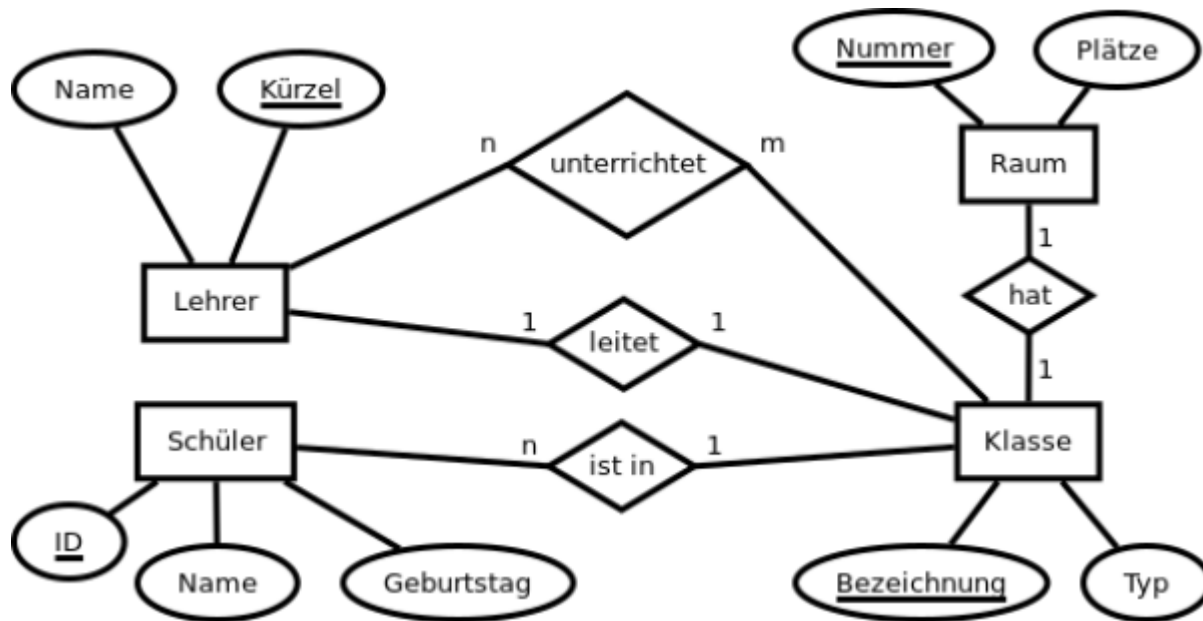 Nummer
Plätze
Name
Kürzel
n
unterrichtet
m
Raum
1
hat
1
Lehrer
1
leitet
1
Schüler
n
ist in
1
Klasse
ID
Name
Geburtstag
Bezeichnung
Typ